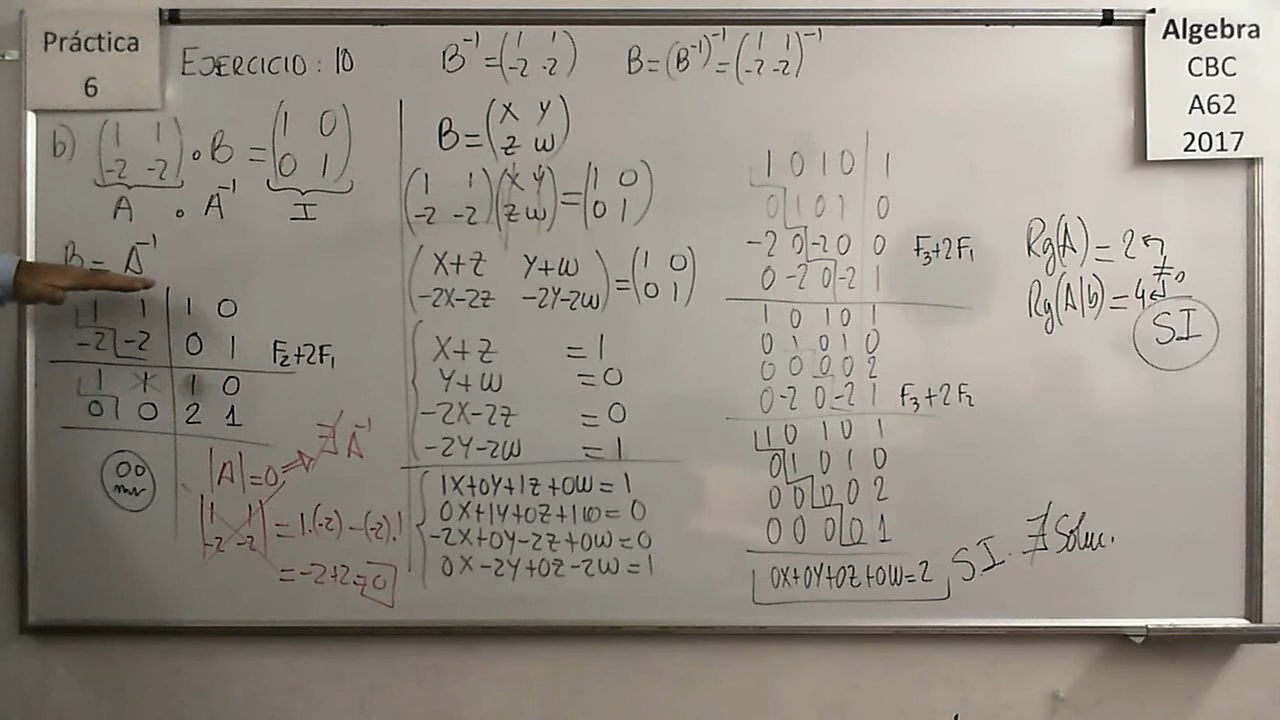 Práctica
6
EJERCICIO: 10
b) (1 1 / -2 -2) . B = (1 0 / 0 1)
A . A⁻¹ I
B = A⁻¹
1 1 | 1 0
-2 -2 | 0 1 F₂+2F₁
1 1 | 1 0
0 0 | 2 1
|A|=0 ⇒ ∄ A⁻¹
|1 1 / -2 -2| = 1.(-2) - (-2).1
= -2+2=0
B⁻¹ = (1 1 / -2 -2) B = (B⁻¹)⁻¹ = (1 1 / -2 -2)⁻¹
B = (X Y / Z W)
(1 1 / -2 -2)(X Y / Z W) = (1 0 / 0 1)
(X+Z Y+W / -2X-2Z -2Y-2W) = (1 0 / 0 1)
X+Z = 1
Y+W = 0
-2X-2Z = 0
-2Y-2W = 1
1X+0Y+1Z+0W=1
0X+1Y+0Z+1W=0
-2X+0Y-2Z+0W=0
0X-2Y+0Z-2W=1
1 0 1 0 | 1
0 1 0 1 | 0
-2 0 -2 0 | 0 F₃+2F₁
0 -2 0 -2 | 1
1 0 1 0 1
0 1 0 1 0
0 0 0 0 2
0 -2 0 -2 1 F₃+2F₂
1 0 1 0 1
0 1 0 1 0
0 0 0 0 2
0 0 0 0 1
0X+0Y+0Z+0W=2 S.I. ∄ Soluc.
Rg(A) = 2
≠
Rg(A|b) = 4
SI
Algebra
CBC
A62
2017